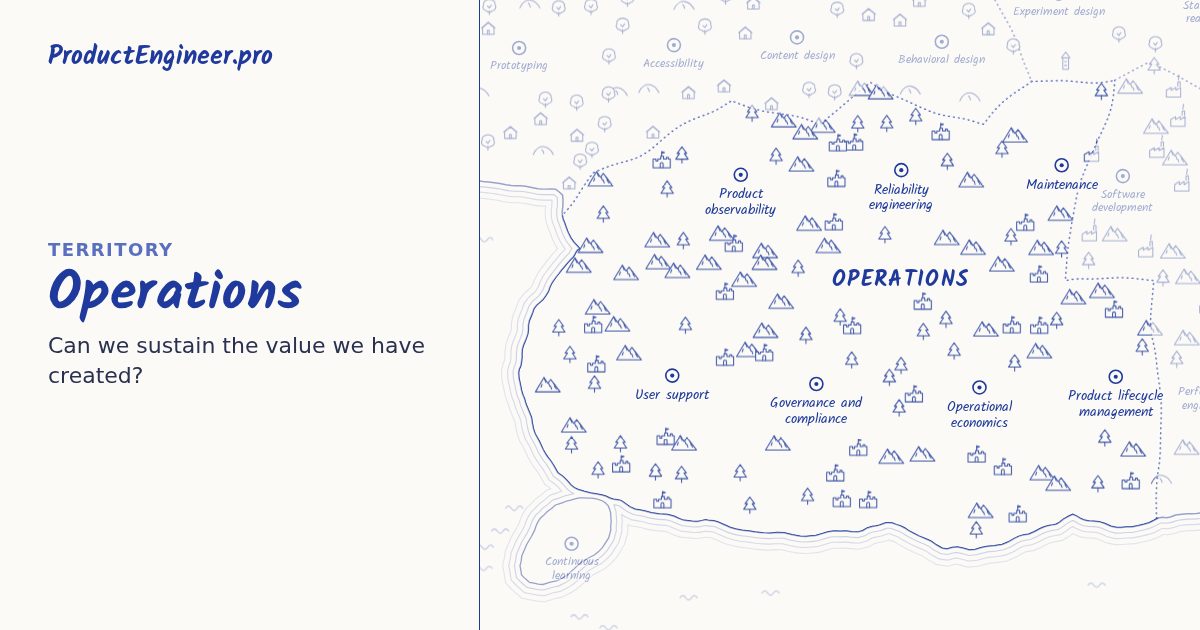 ProductEngineer.pro
TERRITORY
Operations
Can we sustain the value we have
created?
Experiment design
Prototyping
Accessibility
Content design
Behavioral design
Product
observability
Reliability
engineering
Maintenance
Software
development
OPERATIONS
User support
Governance and
compliance
Operational
economics
Product lifecycle
management
Continuous
learning